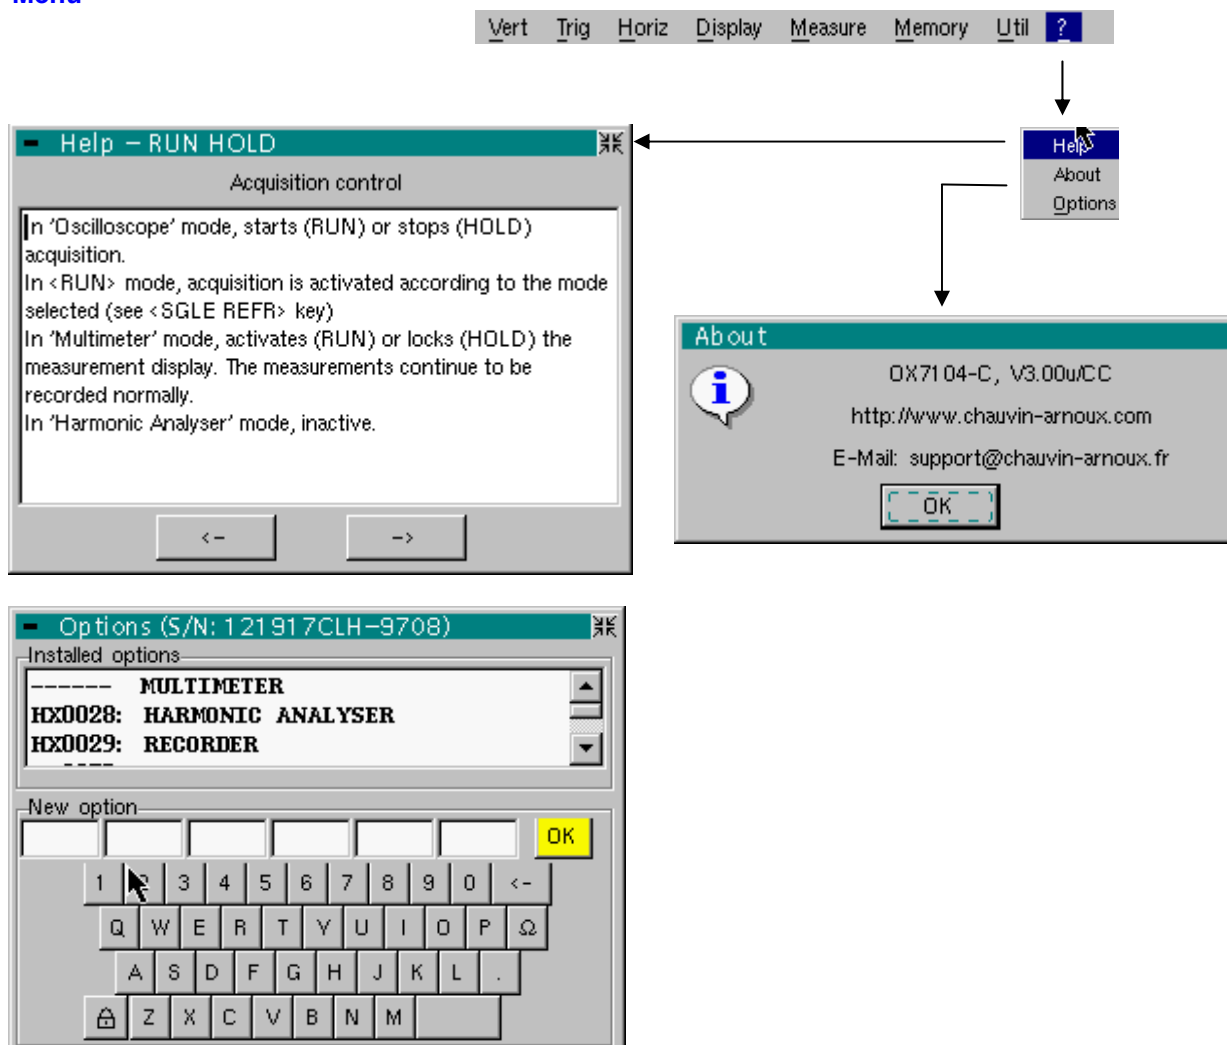 Menu
Vert Trig Horiz Display Measure Memory Util ?
Help – RUN HOLD
Acquisition control
In 'Oscilloscope' mode, starts (RUN) or stops (HOLD)
acquisition.
In <RUN> mode, acquisition is activated according to the mode
selected (see <SGLE REFR> key)
In 'Multimeter' mode, activates (RUN) or locks (HOLD) the
measurement display. The measurements continue to be
recorded normally.
In 'Harmonic Analyser' mode, inactive.
<– –>
Help
About
Options
About
OX7104-C, V3.00u/CC
http://www.chauvin-arnoux.com
E-Mail: support@chauvin-arnoux.fr
OK
Options (S/N: 121917CLH–9708)
Installed options
------ MULTIMETER
HX0028: HARMONIC ANALYSER
HX0029: RECORDER
New option
OK
1 2 3 4 5 6 7 8 9 0 <–
Q W E R T Y U I O P Ω
A S D F G H J K L .
Z X C V B N M